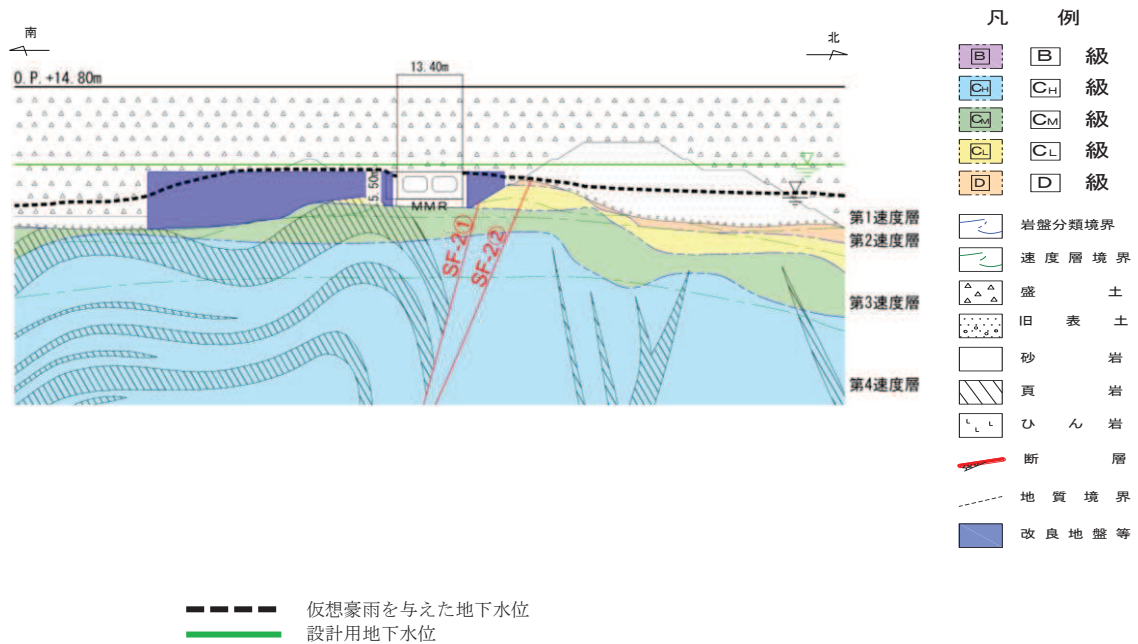 南
北
O.P.+14.80m
13.40m
5.50m
MMR
SF-2①
SF-2②
第1速度層
第2速度層
第3速度層
第4速度層
凡 例
B B 級
CH CH 級
CM CM 級
CL CL 級
D D 級
岩盤分類境界
速度層境界
盛土
旧表土
砂岩
頁岩
ひん岩
断層
地質境界
改良地盤等
仮想豪雨を与えた地下水位
設計用地下水位